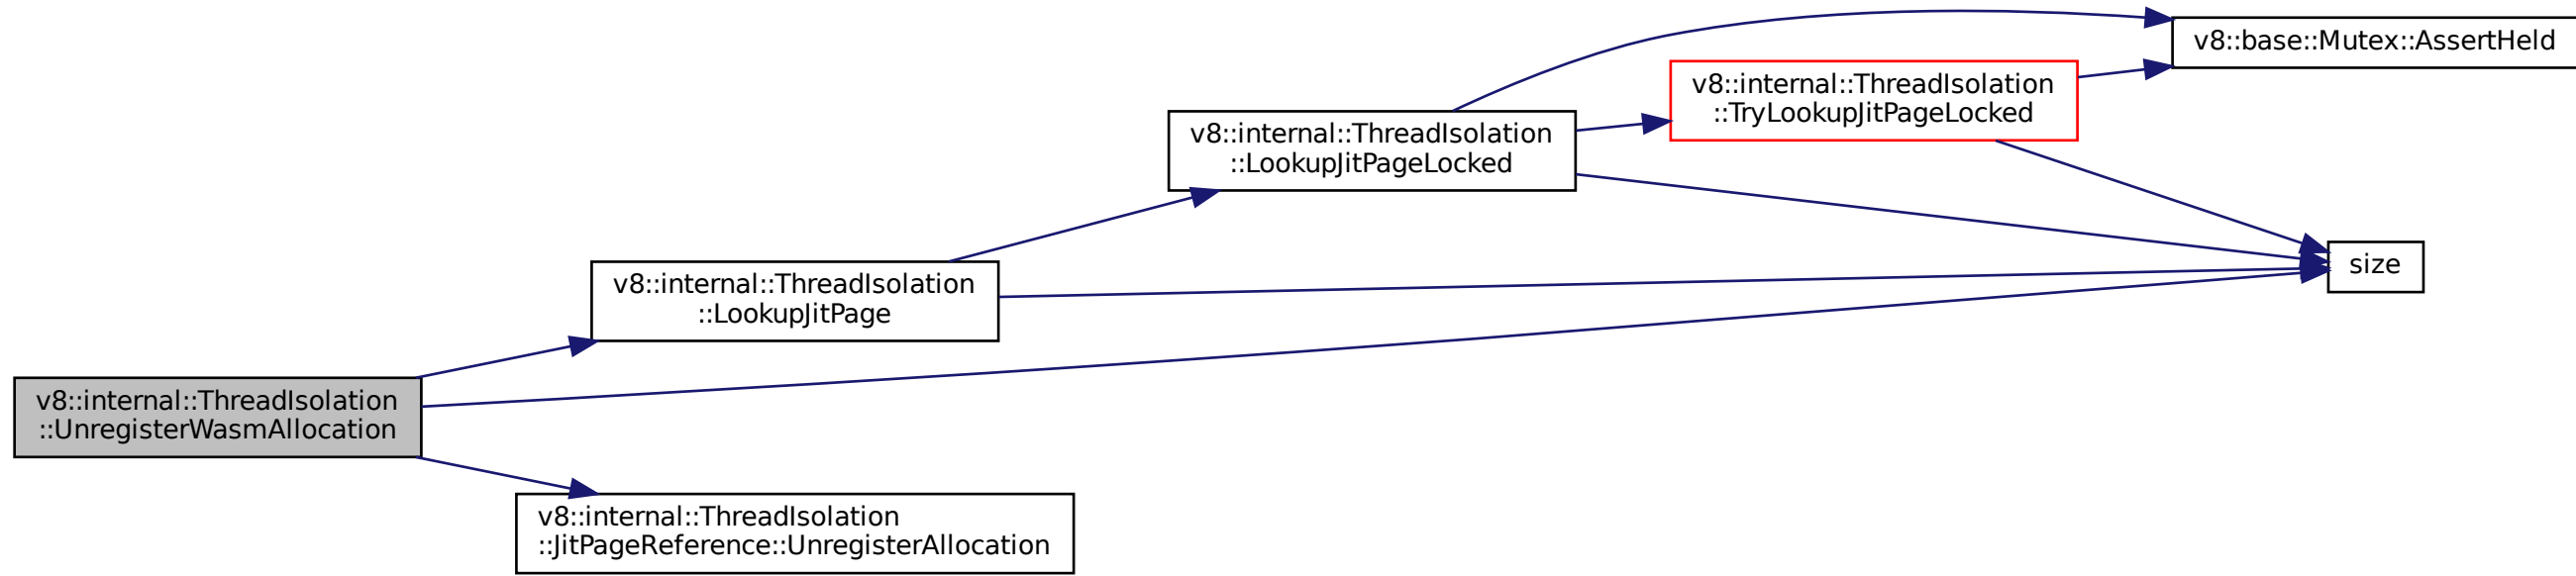 v8::base::Mutex::AssertHeld
v8::internal::ThreadIsolation
::TryLookupJitPageLocked
v8::internal::ThreadIsolation
::LookupJitPageLocked
size
v8::internal::ThreadIsolation
::LookupJitPage
v8::internal::ThreadIsolation
::UnregisterWasmAllocation
v8::internal::ThreadIsolation
::JitPageReference::UnregisterAllocation